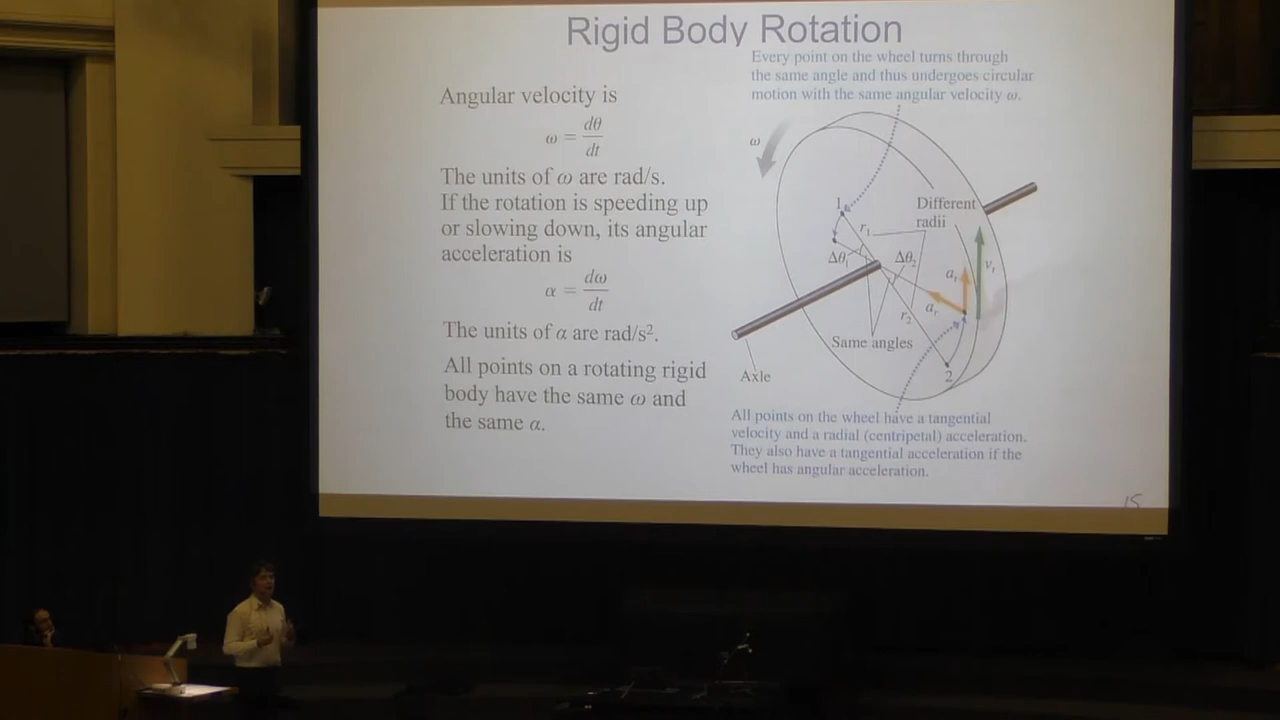 Rigid Body Rotation
Angular velocity is
ω = dθ/dt
The units of ω are rad/s.
If the rotation is speeding up
or slowing down, its angular
acceleration is
α = dω/dt
The units of α are rad/s².
All points on a rotating rigid
body have the same ω and
the same α.
Every point on the wheel turns through
the same angle and thus undergoes circular
motion with the same angular velocity ω.
ω
1
r₁
Different
radii
Δθ₁
Δθ₂
vₜ
aₜ
aᵣ
r₂
Same angles
Axle
2
All points on the wheel have a tangential
velocity and a radial (centripetal) acceleration.
They also have a tangential acceleration if the
wheel has angular acceleration.
15